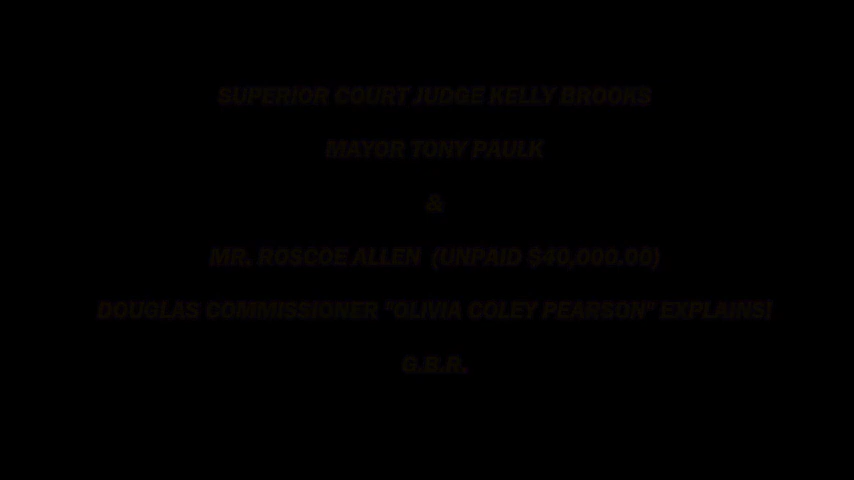 SUPERIOR COURT JUDGE KELLY BROOKS
MAYOR TONY PAULK
&
MR. ROSCOE ALLEN (UNPAID $40,000.00)
DOUGLAS COMMISSIONER "OLIVIA COLEY PEARSON" EXPLAINS!
G.B.R.